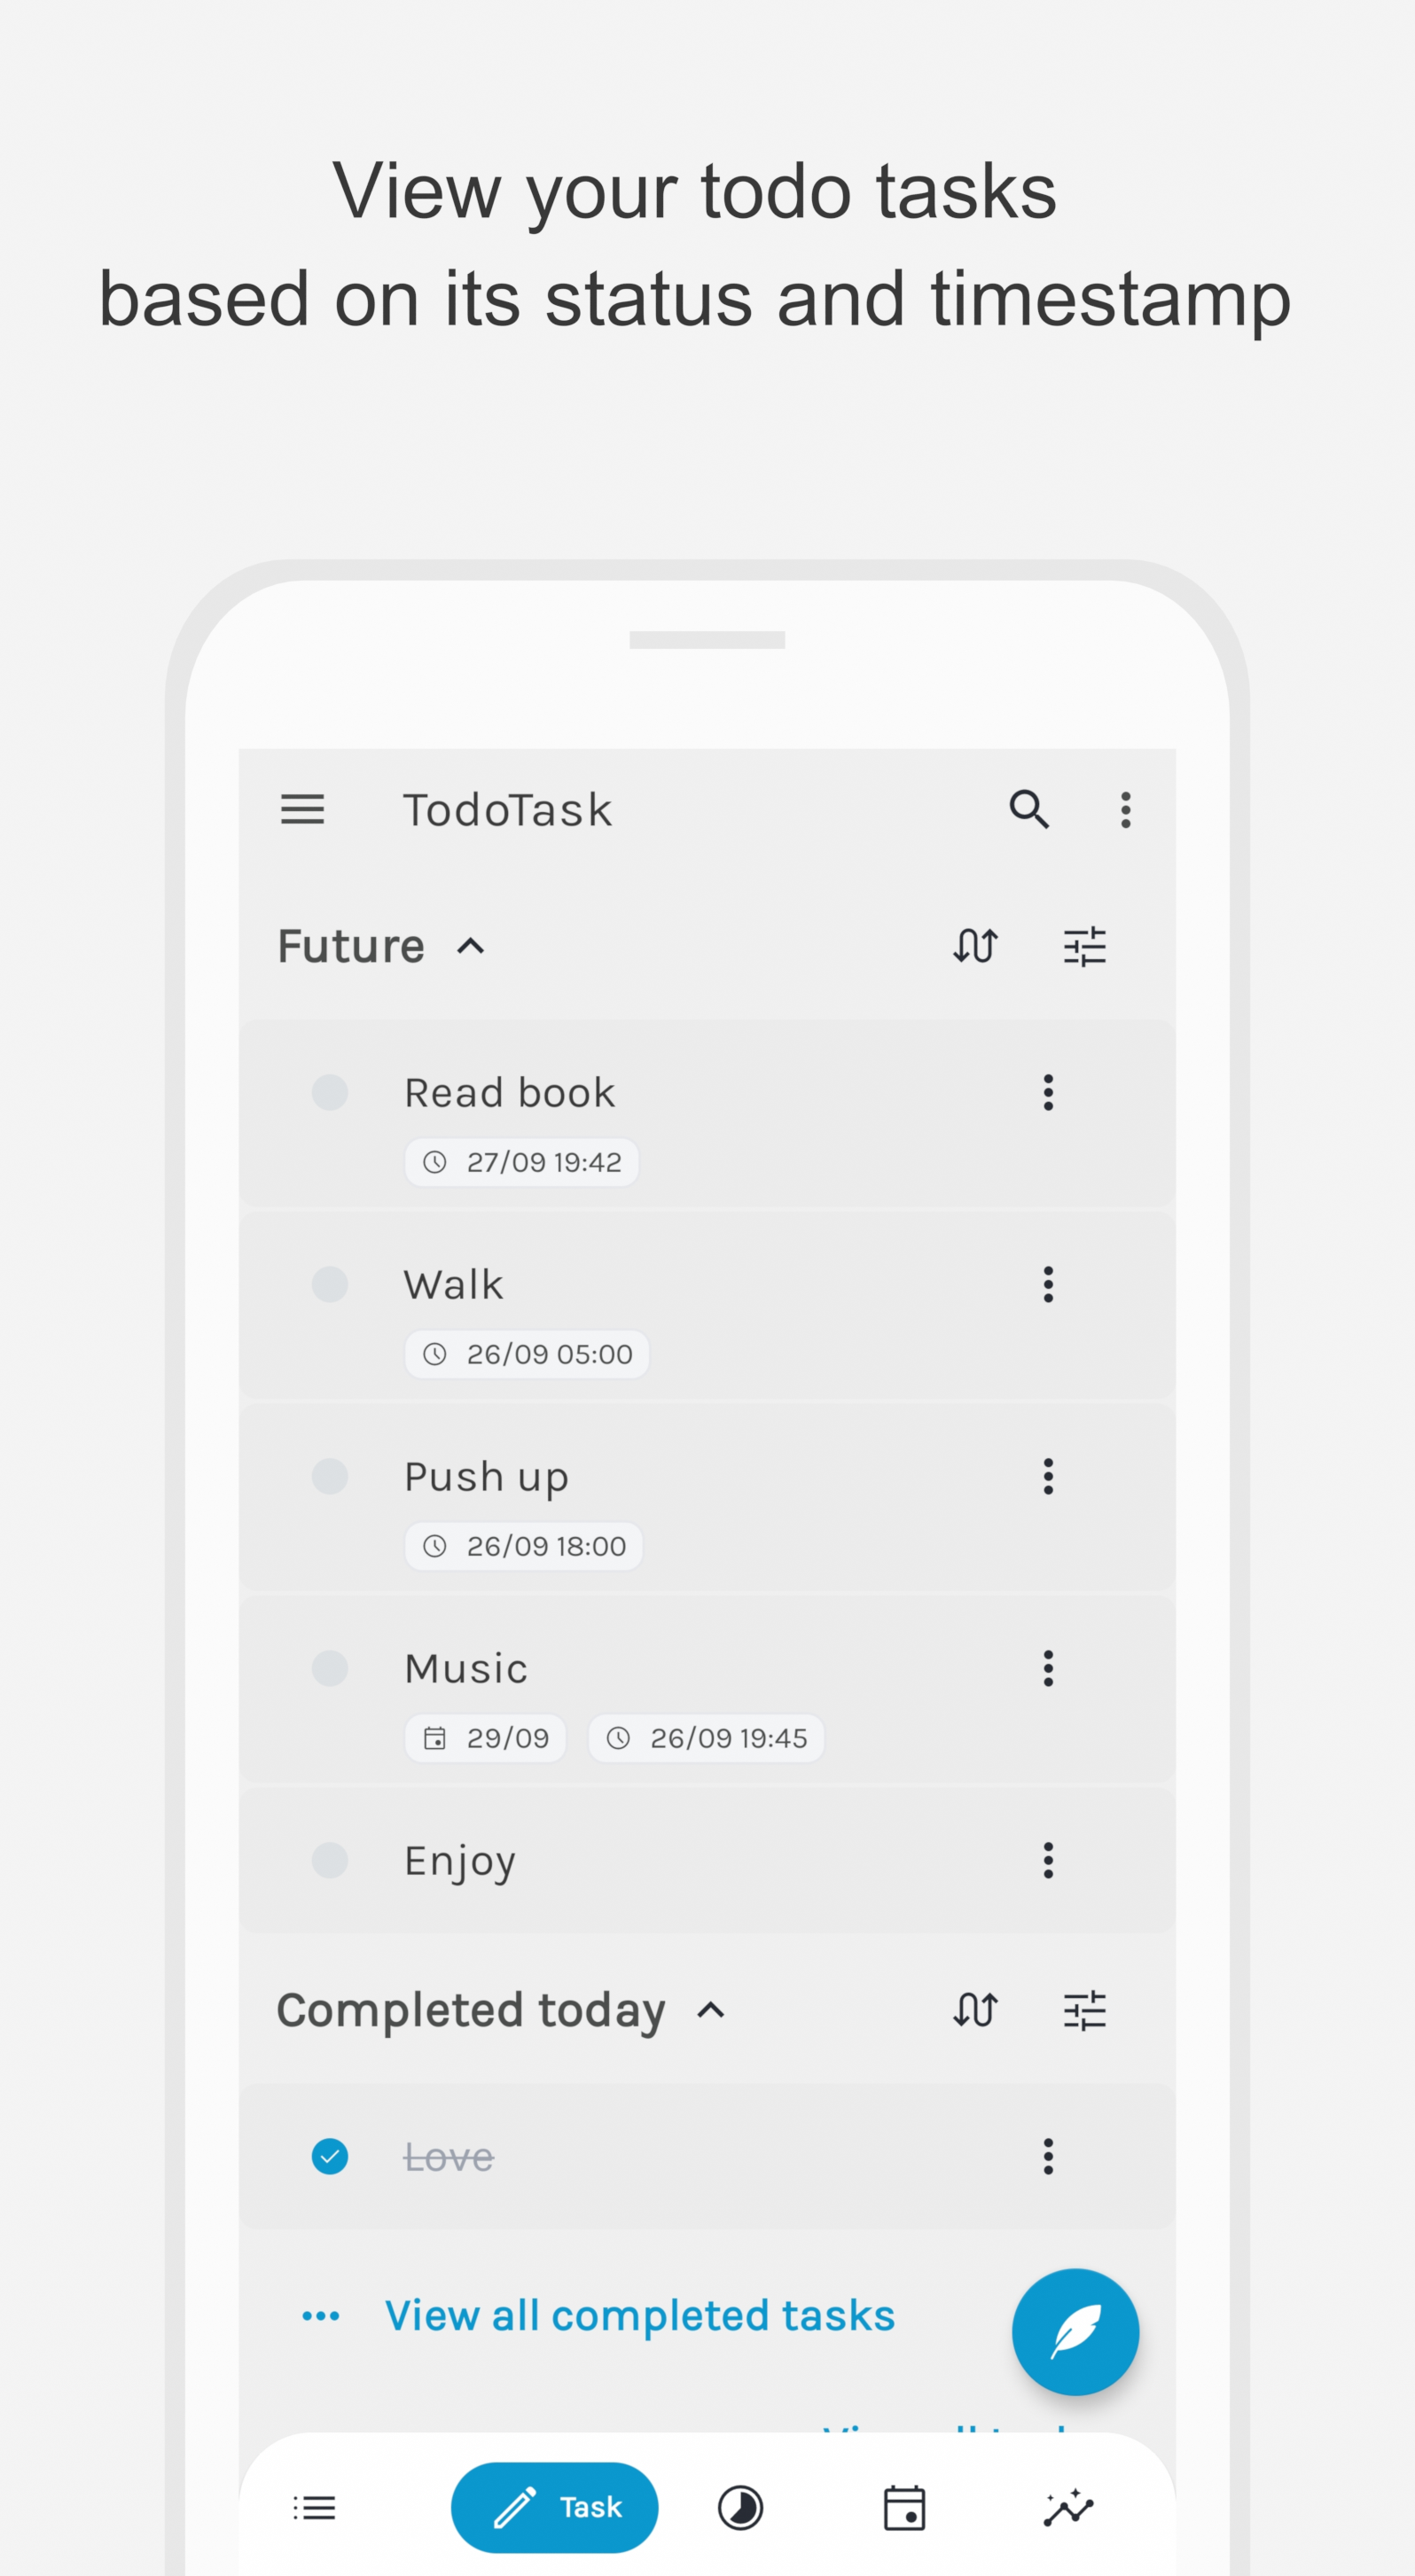 View your todo tasks
based on its status and timestamp
TodoTask
Future
Read book
27/09 19:42
Walk
26/09 05:00
Push up
26/09 18:00
Music
29/09 26/09 19:45
Enjoy
Completed today
Love
View all completed tasks
Task